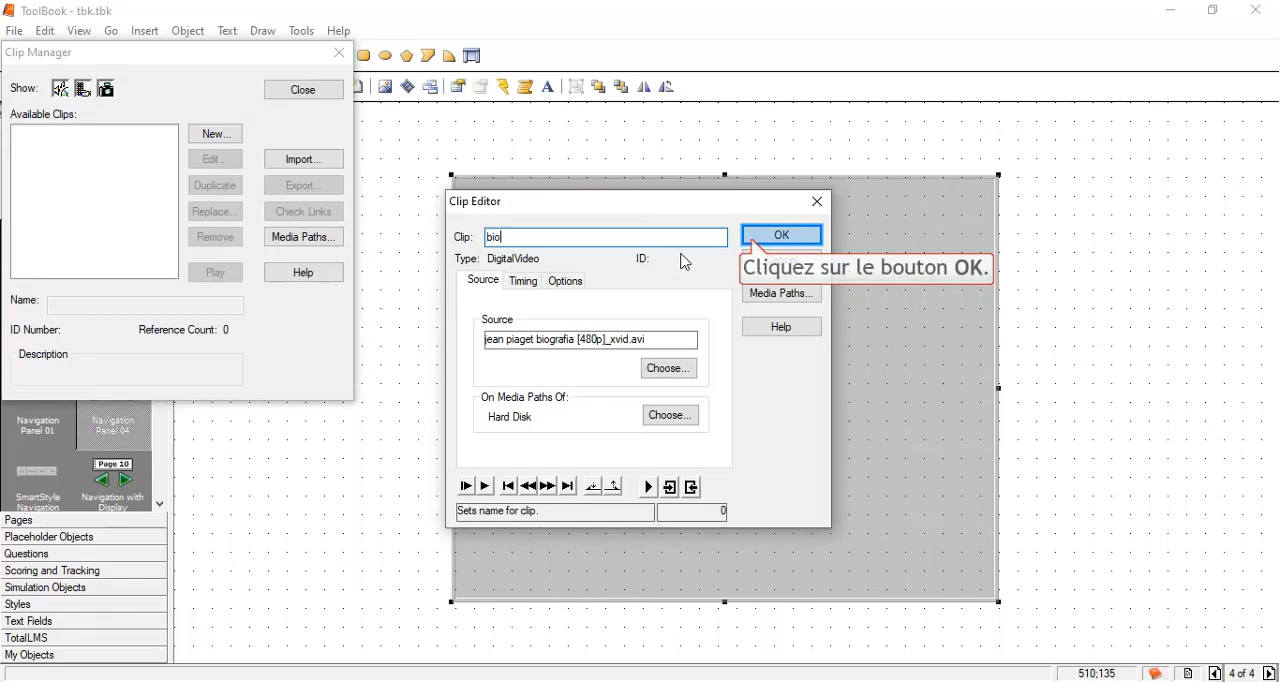 ToolBook - tbk.tbk
File Edit View Go Insert Object Text Draw Tools Help
Clip Manager
Show:
Close
Available Clips:
New...
Edit...
Import...
Duplicate
Export...
Replace...
Check Links
Remove
Media Paths...
Play
Help
Name:
ID Number:
Reference Count: 0
Description
Clip Editor
Clip: bio
OK
Cliquez sur le bouton OK.
Type: DigitalVideo
ID:
Source Timing Options
Media Paths...
Help
Source
jean piaget biografia [480p]_xvid.avi
Choose...
On Media Paths Of:
Hard Disk
Choose...
Sets name for clip.
0
Navigation
Panel 01
Navigation
Panel 04
Page 10
SmartStyle
Navigation
Navigation with
Display
Pages
Placeholder Objects
Questions
Scoring and Tracking
Simulation Objects
Styles
Text Fields
TotalLMS
My Objects
510;135
4 of 4